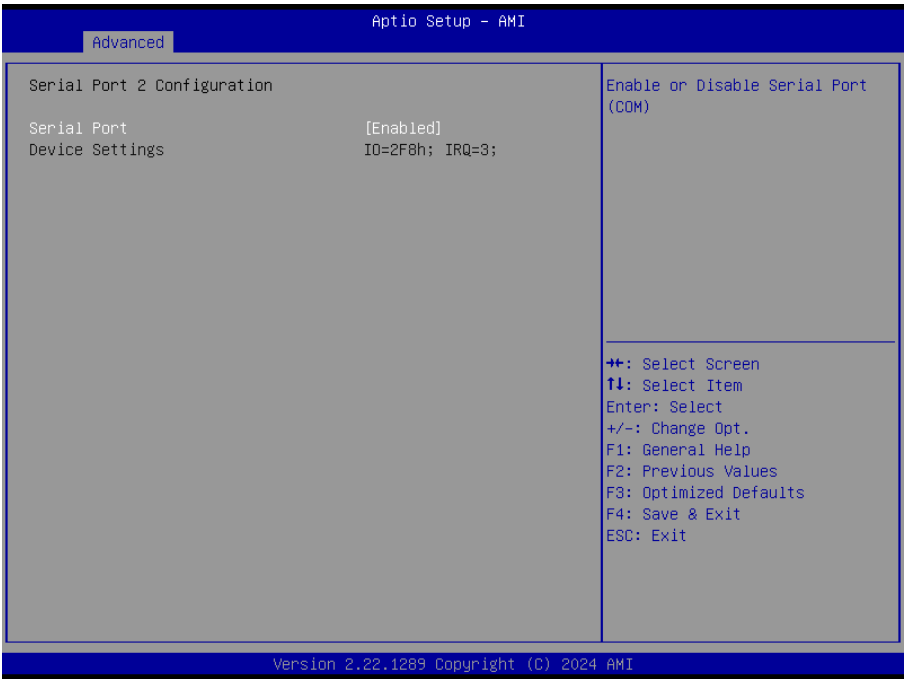 Aptio Setup - AMI
Advanced
Serial Port 2 Configuration
Serial Port [Enabled]
Device Settings IO=2F8h; IRQ=3;
Enable or Disable Serial Port
(COM)
→←: Select Screen
↑↓: Select Item
Enter: Select
+/-: Change Opt.
F1: General Help
F2: Previous Values
F3: Optimized Defaults
F4: Save & Exit
ESC: Exit
Version 2.22.1289 Copyright (C) 2024 AMI